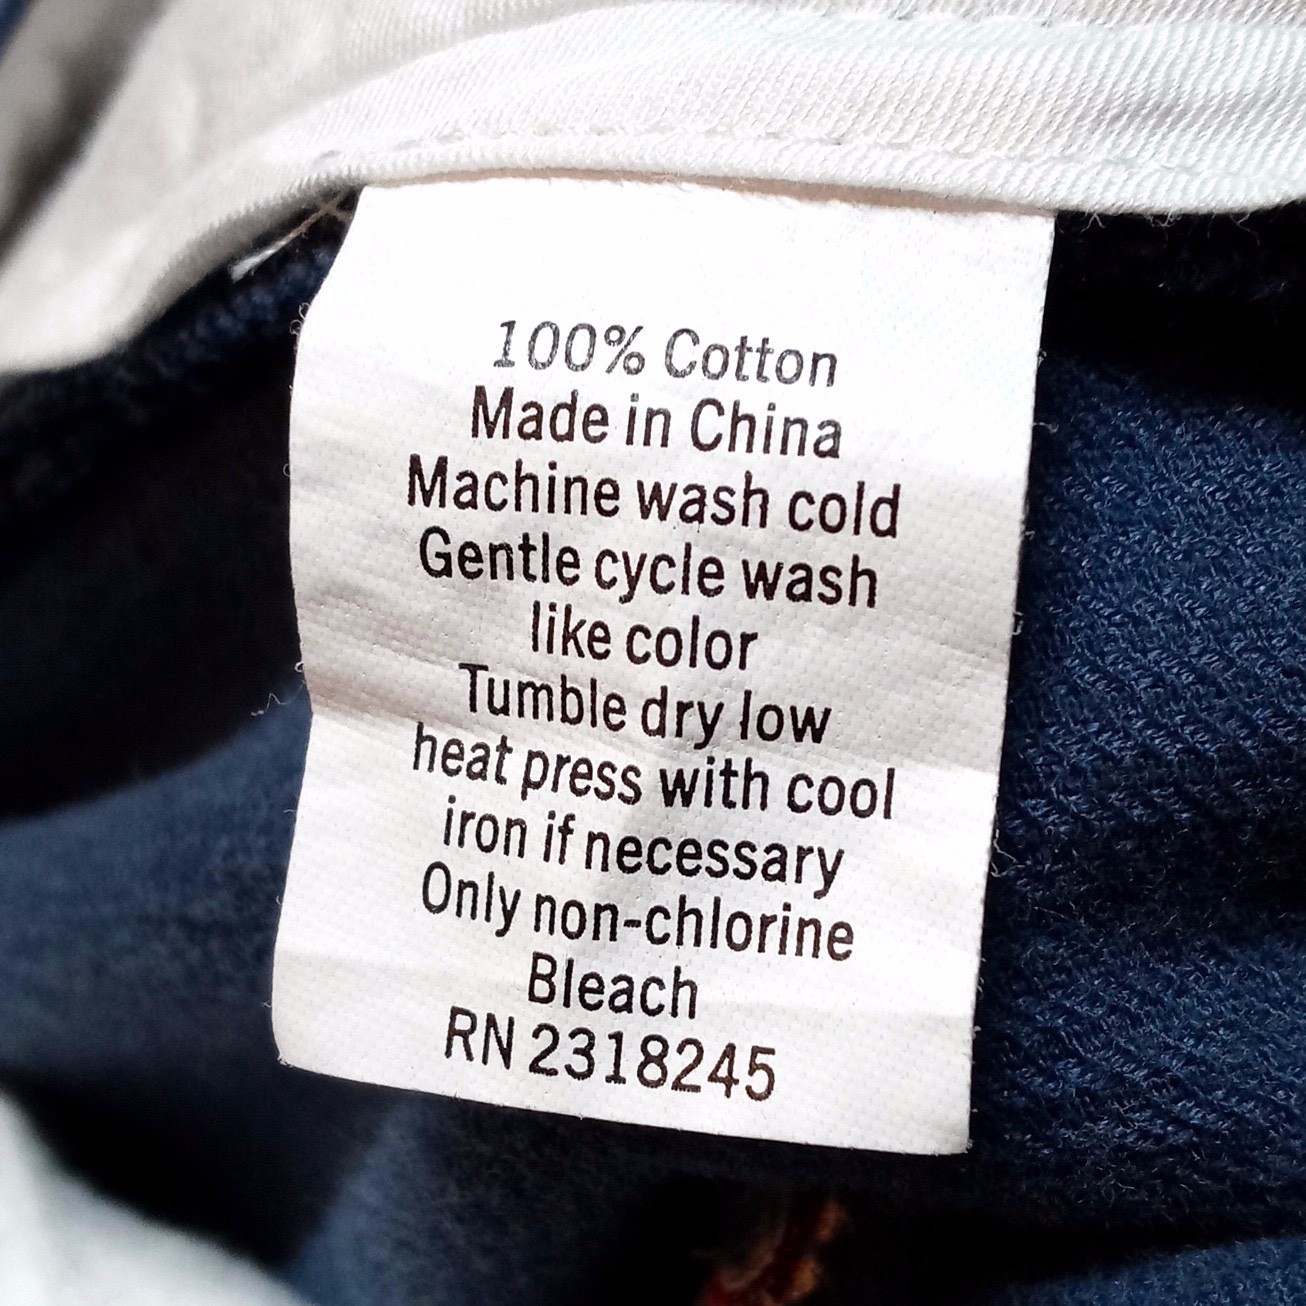 100% Cotton
Made in China
Machine wash cold
Gentle cycle wash
like color
Tumble dry low
heat press with cool
iron if necessary
Only non-chlorine
Bleach
RN 2318245